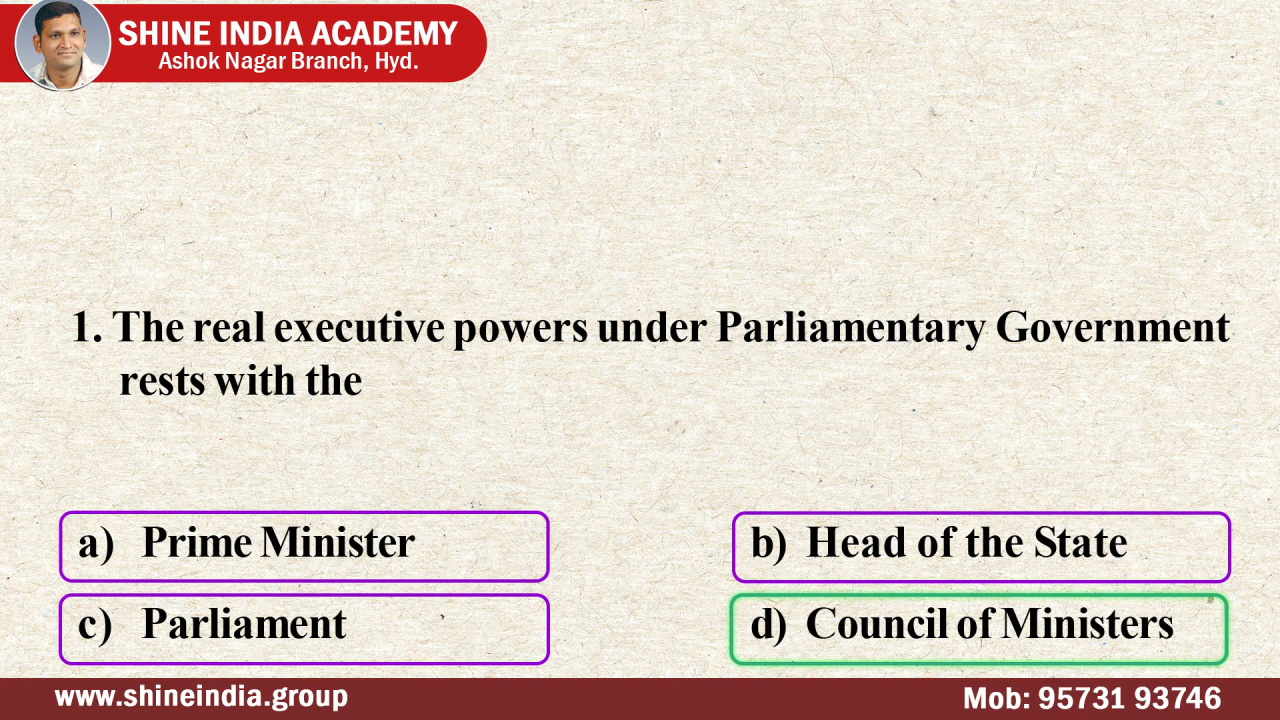 SHINE INDIA ACADEMY
Ashok Nagar Branch, Hyd.
1. The real executive powers under Parliamentary Government
rests with the
a) Prime Minister
b) Head of the State
c) Parliament
d) Council of Ministers
www.shineindia.group
Mob: 95731 93746